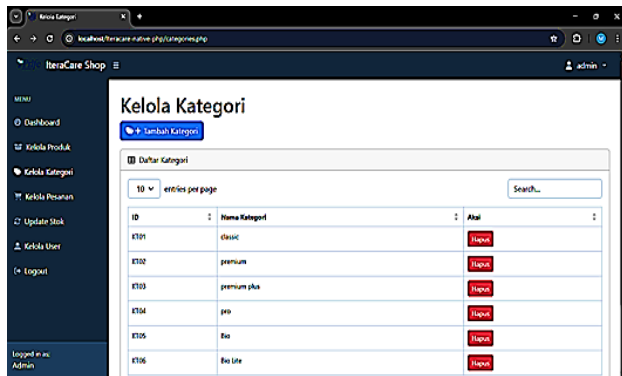 Kelola Kategori
localhost/iteracare-native-php/categories.php
IteraCare Shop
admin
MENU
Dashboard
Kelola Produk
Kelola Kategori
Kelola Pesanan
Update Stok
Kelola User
Logout
Logged in as:
Admin
Kelola Kategori
+ Tambah Kategori
Daftar Kategori
10 entries per page
Search...
ID Nama Kategori Aksi
KT01 classic Hapus
KT02 premium Hapus
KT03 premium plus Hapus
KT04 pro Hapus
KT05 Bio Hapus
KT06 Bio Lite Hapus